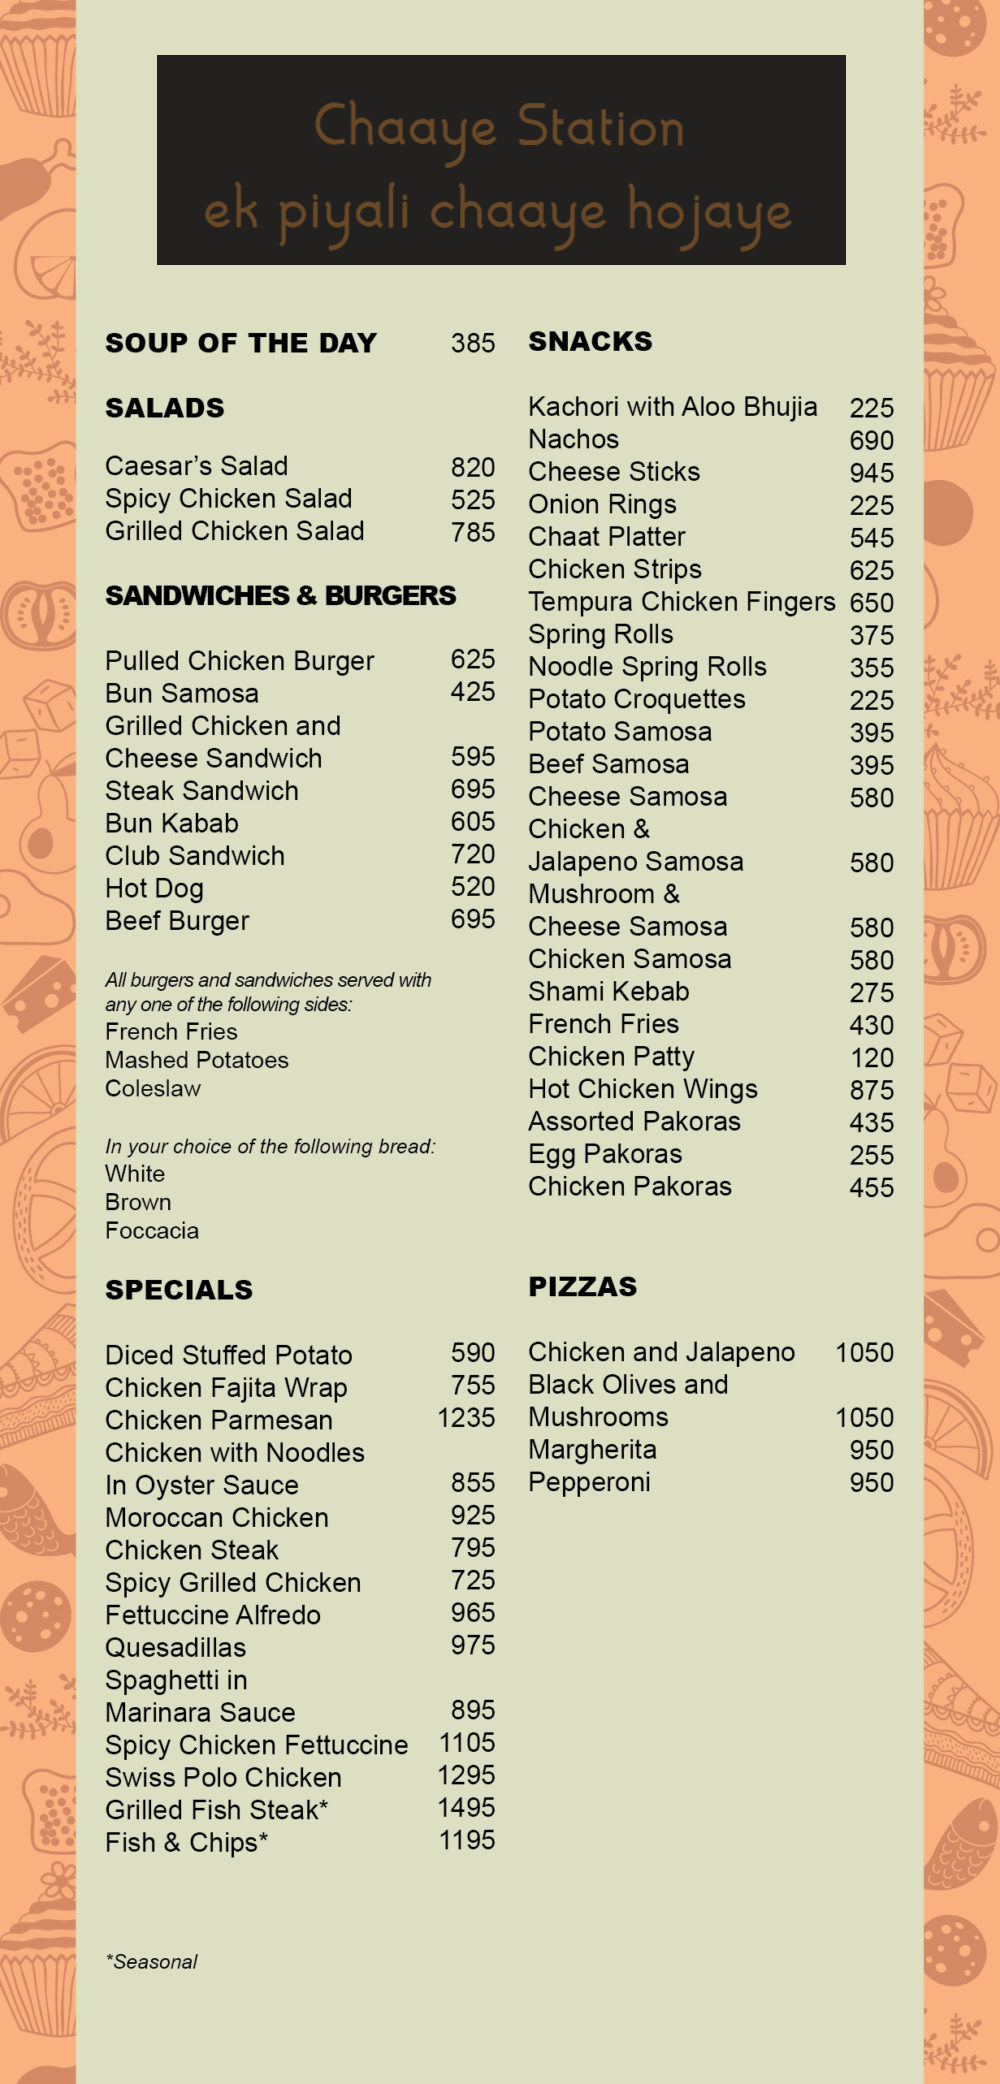 Chaaye Station
ek piyali chaaye hojaye
SOUP OF THE DAY 385
SALADS
Caesar's Salad 820
Spicy Chicken Salad 525
Grilled Chicken Salad 785
SANDWICHES & BURGERS
Pulled Chicken Burger 625
Bun Samosa 425
Grilled Chicken and
Cheese Sandwich 595
Steak Sandwich 695
Bun Kabab 605
Club Sandwich 720
Hot Dog 520
Beef Burger 695
All burgers and sandwiches served with
any one of the following sides:
French Fries
Mashed Potatoes
Coleslaw
In your choice of the following bread:
White
Brown
Foccacia
SPECIALS
Diced Stuffed Potato 590
Chicken Fajita Wrap 755
Chicken Parmesan 1235
Chicken with Noodles
In Oyster Sauce 855
Moroccan Chicken 925
Chicken Steak 795
Spicy Grilled Chicken 725
Fettuccine Alfredo 965
Quesadillas 975
Spaghetti in
Marinara Sauce 895
Spicy Chicken Fettuccine 1105
Swiss Polo Chicken 1295
Grilled Fish Steak* 1495
Fish & Chips* 1195
*Seasonal
SNACKS
Kachori with Aloo Bhujia 225
Nachos 690
Cheese Sticks 945
Onion Rings 225
Chaat Platter 545
Chicken Strips 625
Tempura Chicken Fingers 650
Spring Rolls 375
Noodle Spring Rolls 355
Potato Croquettes 225
Potato Samosa 395
Beef Samosa 395
Cheese Samosa 580
Chicken &
Jalapeno Samosa 580
Mushroom &
Cheese Samosa 580
Chicken Samosa 580
Shami Kebab 275
French Fries 430
Chicken Patty 120
Hot Chicken Wings 875
Assorted Pakoras 435
Egg Pakoras 255
Chicken Pakoras 455
PIZZAS
Chicken and Jalapeno 1050
Black Olives and
Mushrooms 1050
Margherita 950
Pepperoni 950